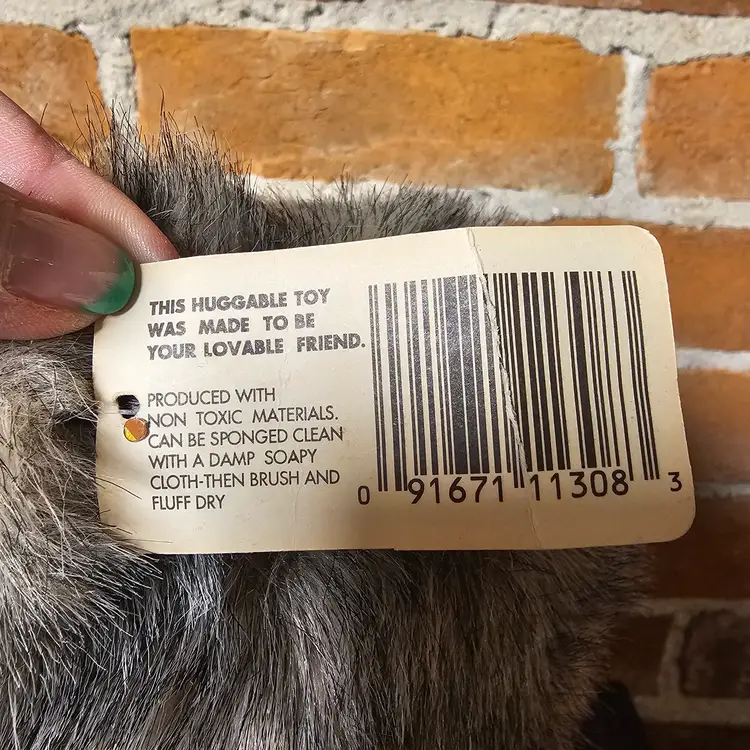 THIS HUGGABLE TOY
WAS MADE TO BE
YOUR LOVABLE FRIEND.
PRODUCED WITH
NON TOXIC MATERIALS.
CAN BE SPONGED CLEAN
WITH A DAMP SOAPY
CLOTH-THEN BRUSH AND
FLUFF DRY
0 91671 11308 3